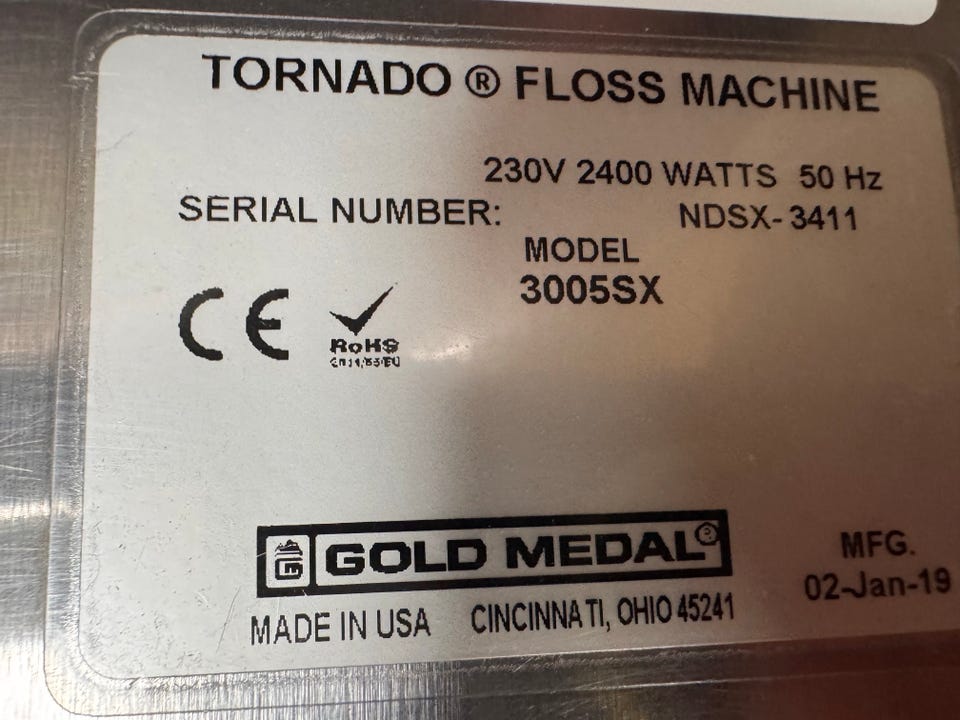 TORNADO ® FLOSS MACHINE
230V 2400 WATTS 50 Hz
SERIAL NUMBER: NDSX-3411
MODEL
3005SX
CE
RoHS
GOLD MEDAL®
MFG.
02-Jan-19
MADE IN USA CINCINNATI, OHIO 45241